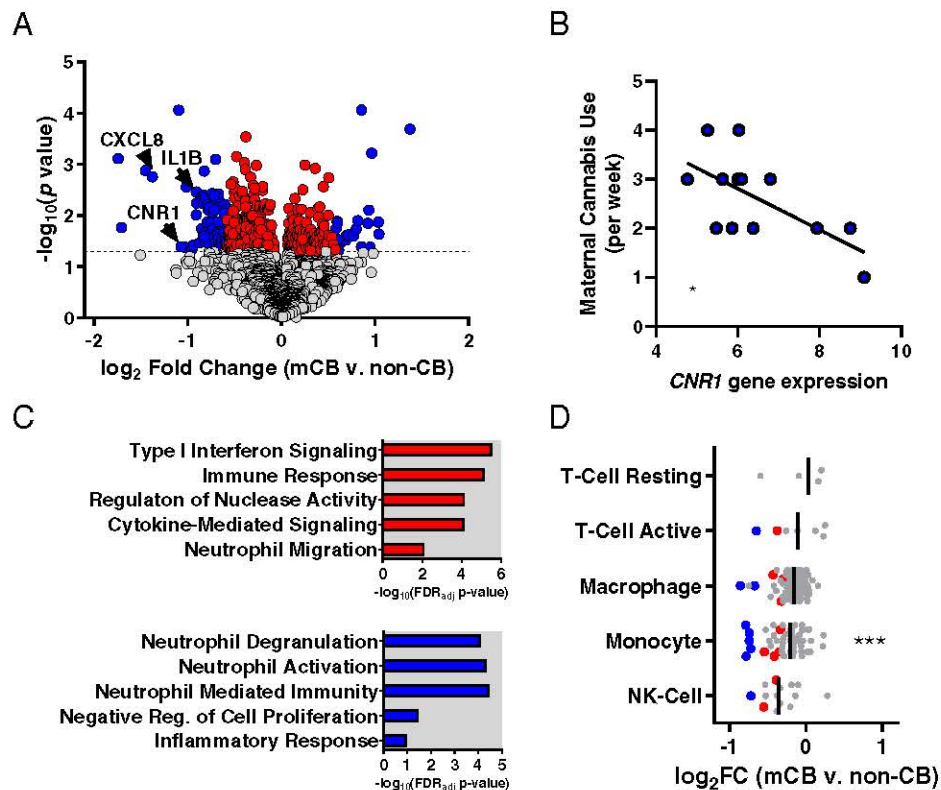 A
-log10(p value)
5
4
3
2
1
0
CXCL8
IL1B
CNR1
-2 -1 0 1 2
log2 Fold Change (mCB v. non-CB)
B
Maternal Cannabis Use
(per week)
5
4
3
2
1
0
*
4 6 8 10
CNR1 gene expression
C
Type I Interferon Signaling
Immune Response
Regulaton of Nuclease Activity
Cytokine-Mediated Signaling
Neutrophil Migration
0 2 4 6
-log10(FDRadj p-value)
Neutrophil Degranulation
Neutrophil Activation
Neutrophil Mediated Immunity
Negative Reg. of Cell Proliferation
Inflammatory Response
0 1 2 3 4 5
-log10(FDRadj p-value)
D
T-Cell Resting
T-Cell Active
Macrophage
Monocyte
***
NK-Cell
-1 0 1
log2FC (mCB v. non-CB)